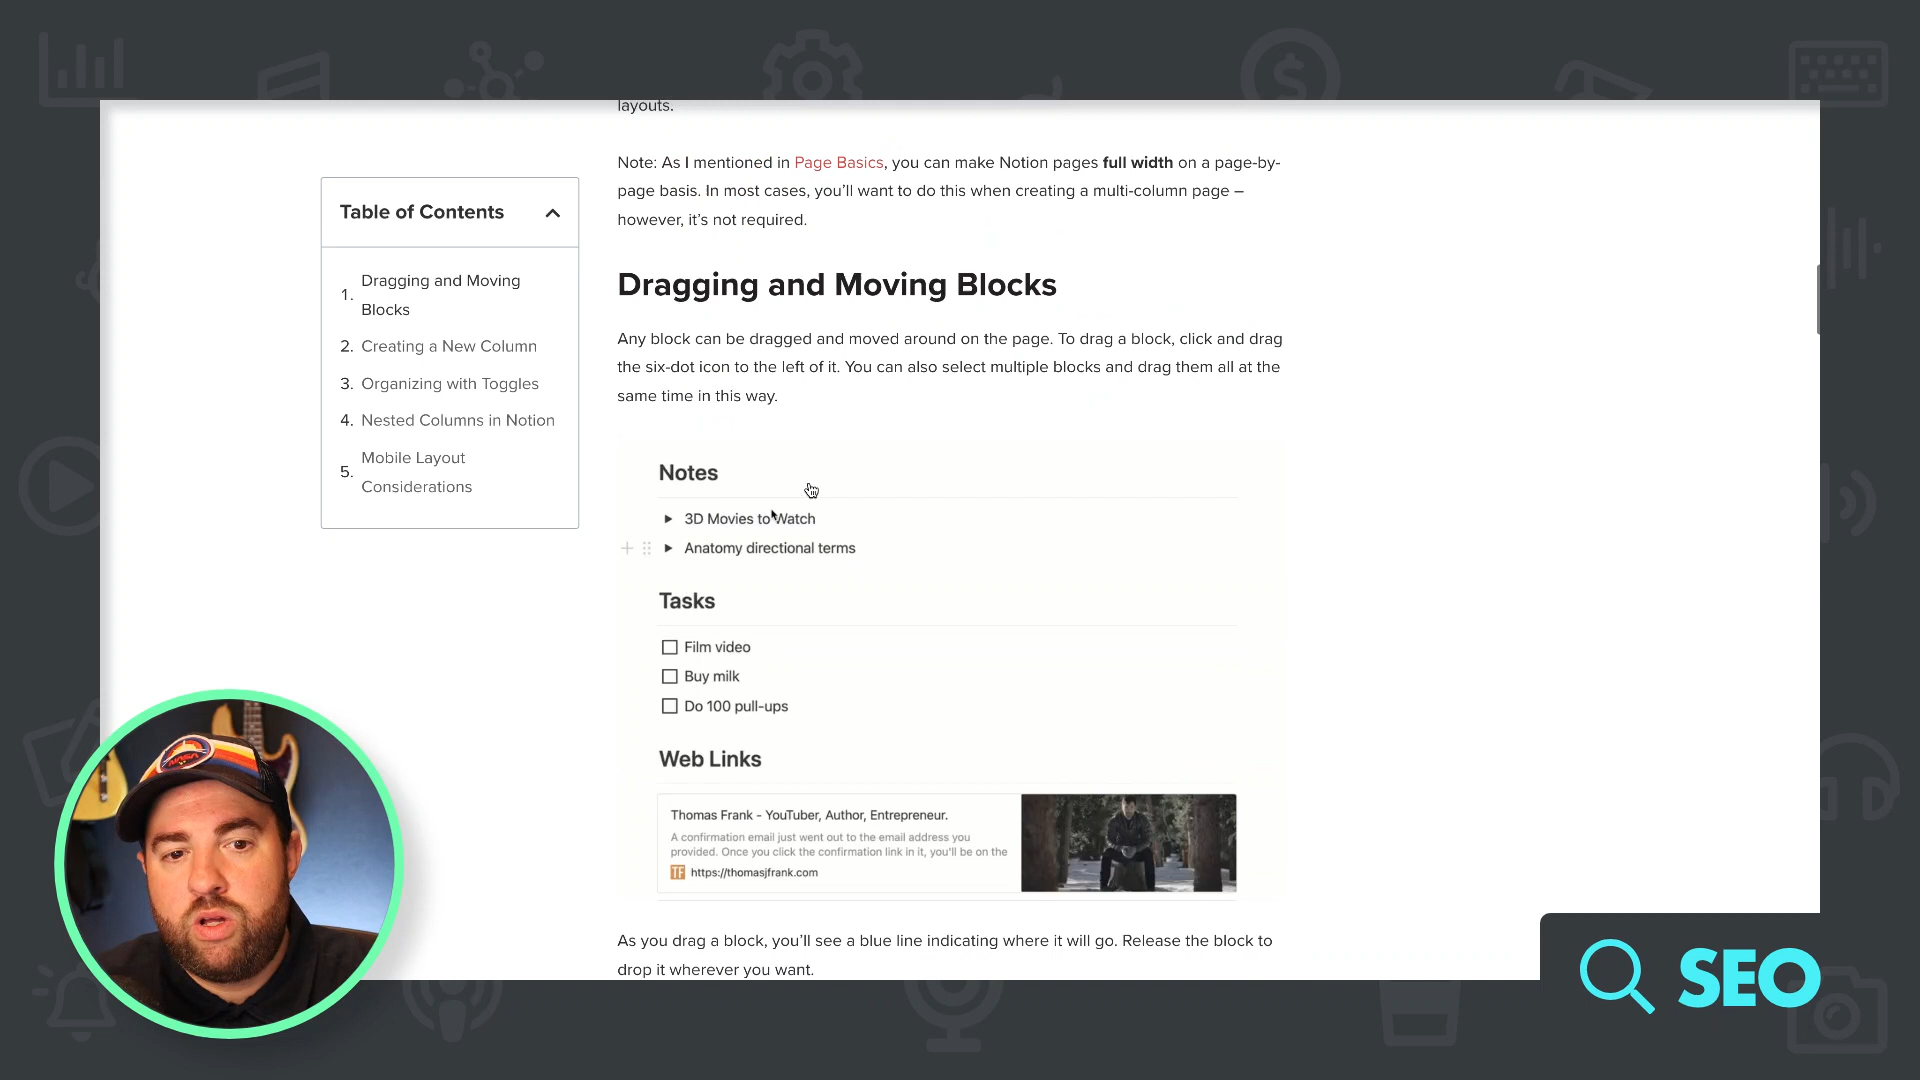 layouts.
Note: As I mentioned in Page Basics, you can make Notion pages full width on a page-by-
page basis. In most cases, you’ll want to do this when creating a multi-column page –
however, it’s not required.
Table of Contents
1. Dragging and Moving
Blocks
2. Creating a New Column
3. Organizing with Toggles
4. Nested Columns in Notion
5. Mobile Layout
Considerations
Dragging and Moving Blocks
Any block can be dragged and moved around on the page. To drag a block, click and drag
the six-dot icon to the left of it. You can also select multiple blocks and drag them all at the
same time in this way.
Notes
3D Movies to Watch
Anatomy directional terms
Tasks
Film video
Buy milk
Do 100 pull-ups
Web Links
Thomas Frank - YouTuber, Author, Entrepreneur.
A confirmation email just went out to the email address you
provided. Once you click the confirmation link in it, you'll be on the
TF https://thomasjfrank.com
As you drag a block, you’ll see a blue line indicating where it will go. Release the block to
drop it wherever you want.
NASA
SEO